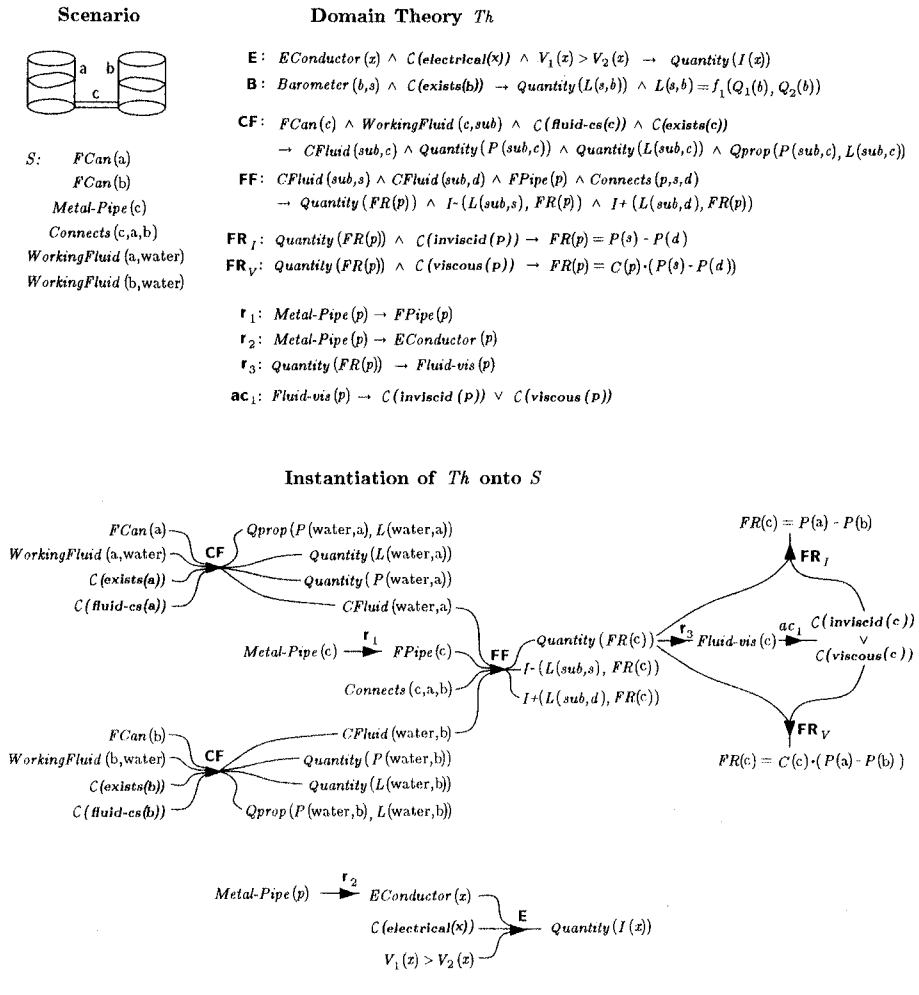 Scenario
a b
c
S: FCan(a)
FCan(b)
Metal-Pipe(c)
Connects(c,a,b)
WorkingFluid(a,water)
WorkingFluid(b,water)
Domain Theory Th
E: EConductor(x) ∧ C(electrical(x)) ∧ V₁(x) > V₂(x) → Quantity(I(x))
B: Barometer(b,s) ∧ C(exists(b)) → Quantity(L(s,b)) ∧ L(s,b) = f₁(Q₁(b), Q₂(b))
CF: FCan(c) ∧ WorkingFluid(c,sub) ∧ C(fluid-cs(c)) ∧ C(exists(c))
→ CFluid(sub,c) ∧ Quantity(P(sub,c)) ∧ Quantity(L(sub,c)) ∧ Qprop(P(sub,c), L(sub,c))
FF: CFluid(sub,s) ∧ CFluid(sub,d) ∧ FPipe(p) ∧ Connects(p,s,d)
→ Quantity(FR(p)) ∧ I-(L(sub,s), FR(p)) ∧ I+(L(sub,d), FR(p))
FR_I: Quantity(FR(p)) ∧ C(inviscid(p)) → FR(p) = P(s) - P(d)
FR_V: Quantity(FR(p)) ∧ C(viscous(p)) → FR(p) = C(p)·(P(s) - P(d))
r₁: Metal-Pipe(p) → FPipe(p)
r₂: Metal-Pipe(p) → EConductor(p)
r₃: Quantity(FR(p)) → Fluid-vis(p)
ac₁: Fluid-vis(p) → C(inviscid(p)) ∨ C(viscous(p))
Instantiation of Th onto S
FCan(a)
WorkingFluid(a,water)
C(exists(a))
C(fluid-cs(a))
CF
Qprop(P(water,a), L(water,a))
Quantity(L(water,a))
Quantity(P(water,a))
CFluid(water,a)
Metal-Pipe(c) r₁ FPipe(c)
Connects(c,a,b)
FCan(b)
WorkingFluid(b,water)
C(exists(b))
C(fluid-cs(b))
CF
CFluid(water,b)
Quantity(P(water,b))
Quantity(L(water,b))
Qprop(P(water,b), L(water,b))
FF
Quantity(FR(c))
I-(L(sub,s), FR(c))
I+(L(sub,d), FR(c))
r₃ Fluid-vis(c) ac₁
C(inviscid(c))
∨
C(viscous(c))
FR(c) = P(a) - P(b)
FR_I
FR_V
FR(c) = C(c)·(P(a) - P(b))
Metal-Pipe(p) r₂ EConductor(x)
C(electrical(x))
V₁(x) > V₂(x)
E
Quantity(I(x))